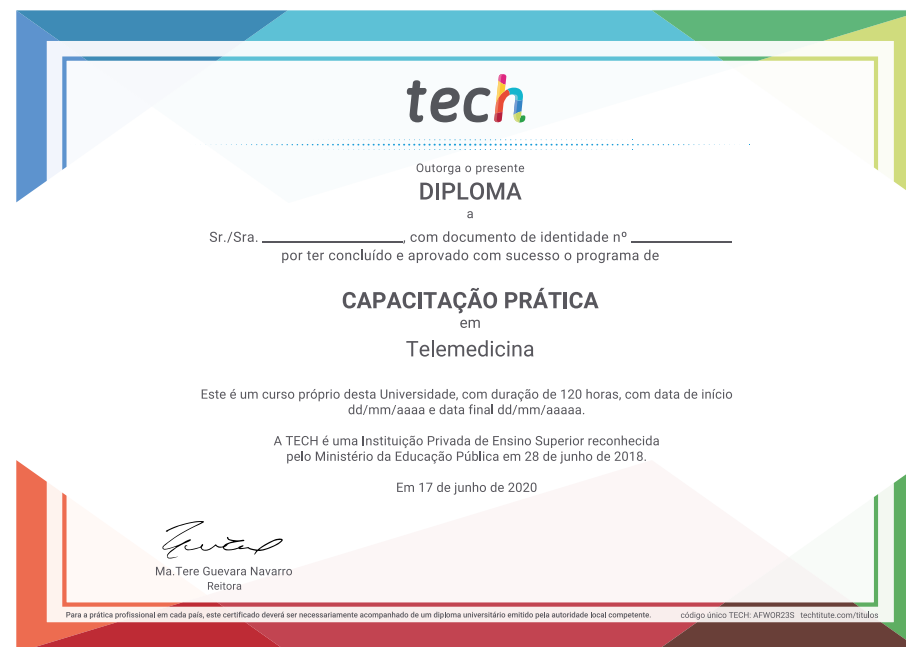 tech
Outorga o presente
DIPLOMA
a
Sr./Sra. ____________________, com documento de identidade nº ______________
por ter concluído e aprovado com sucesso o programa de
CAPACITAÇÃO PRÁTICA
em
Telemedicina
Este é um curso próprio desta Universidade, com duração de 120 horas, com data de início
dd/mm/aaaa e data final dd/mm/aaaaa.
A TECH é uma Instituição Privada de Ensino Superior reconhecida
pelo Ministério da Educação Pública em 28 de junho de 2018.
Em 17 de junho de 2020
Ma.Tere Guevara Navarro
Reitora
Para a prática profissional em cada país, este certificado deverá ser necessariamente acompanhado de um diploma universitário emitido pela autoridade local competente. código único TECH: AFWOR23S techtitute.com/titulos